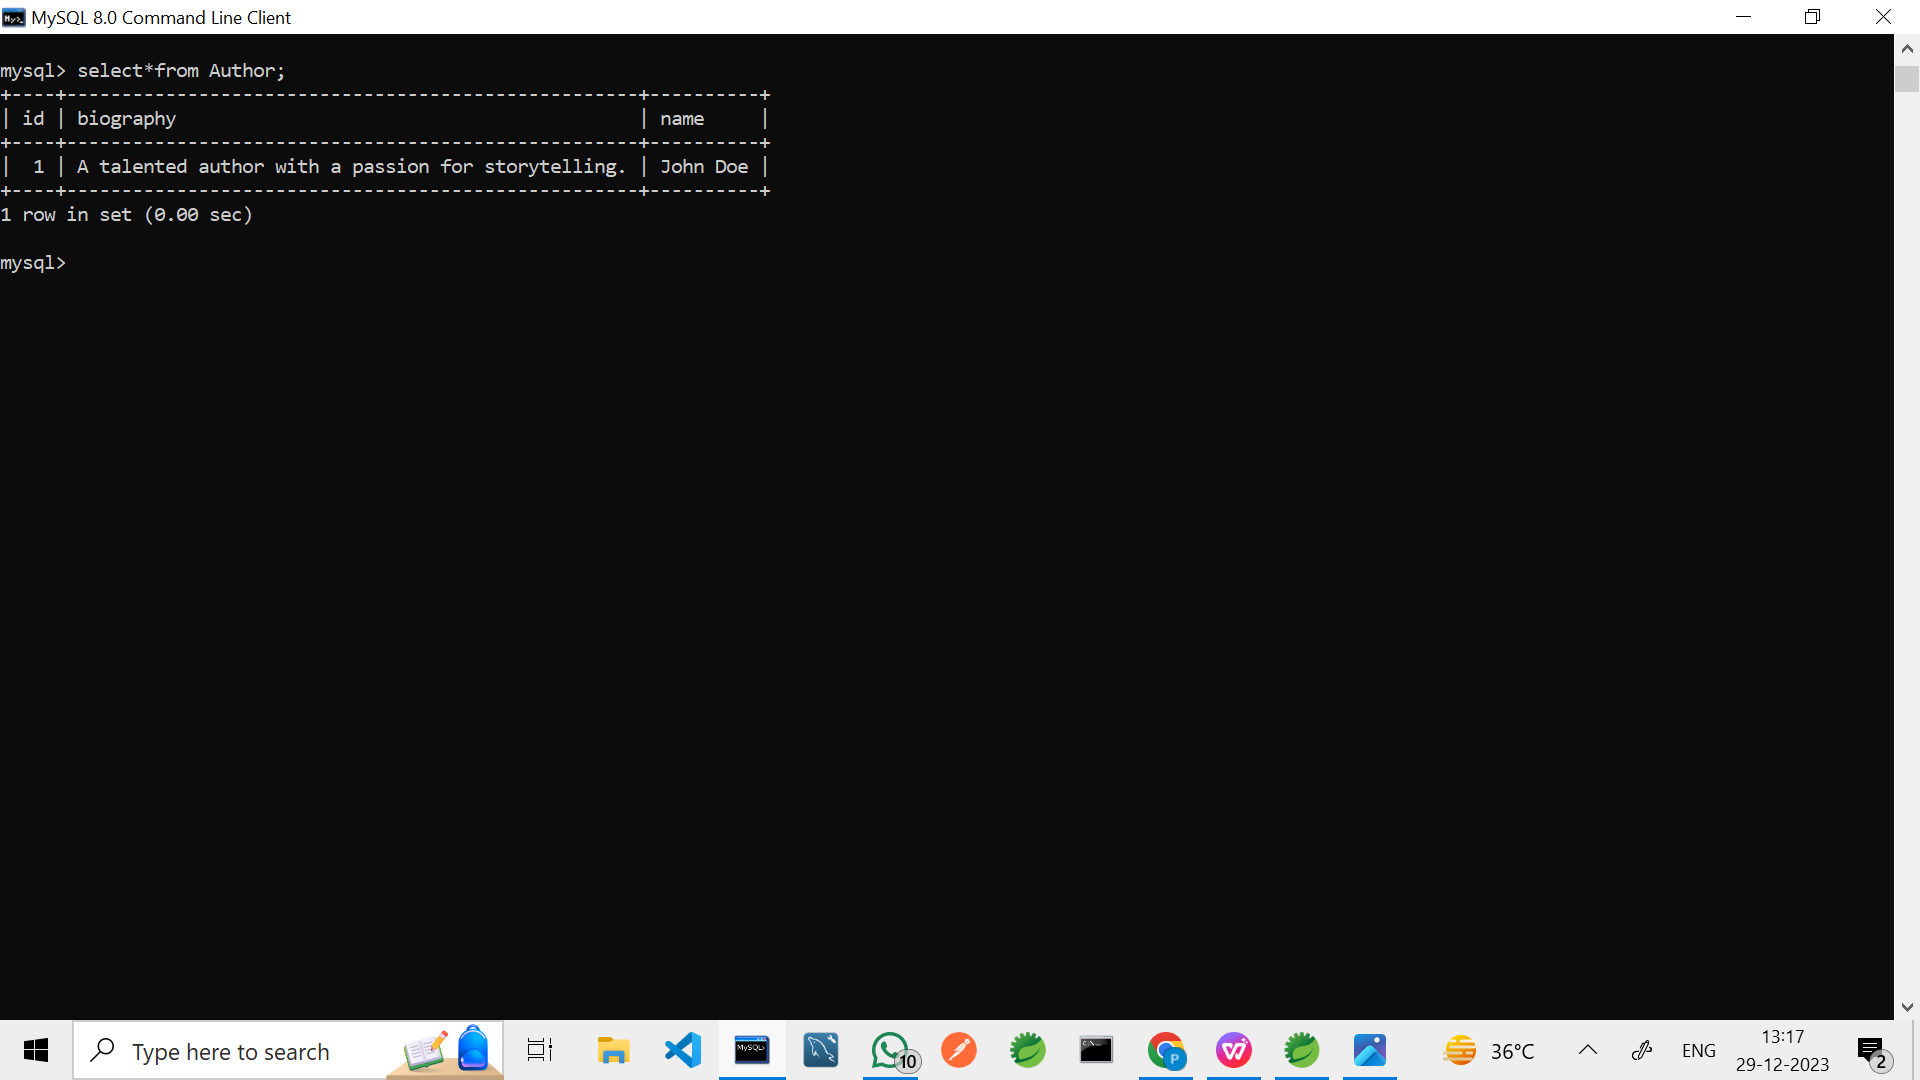 MySQL 8.0 Command Line Client
mysql> select*from Author;
+----+----------------------------------------------------+----------+
| id | biography                                          | name     |
+----+----------------------------------------------------+----------+
|  1 | A talented author with a passion for storytelling. | John Doe |
+----+----------------------------------------------------+----------+
1 row in set (0.00 sec)
mysql>
Type here to search
MySQL>
10
C:\_
P
W
36°C
ENG
13:17
29-12-2023
2